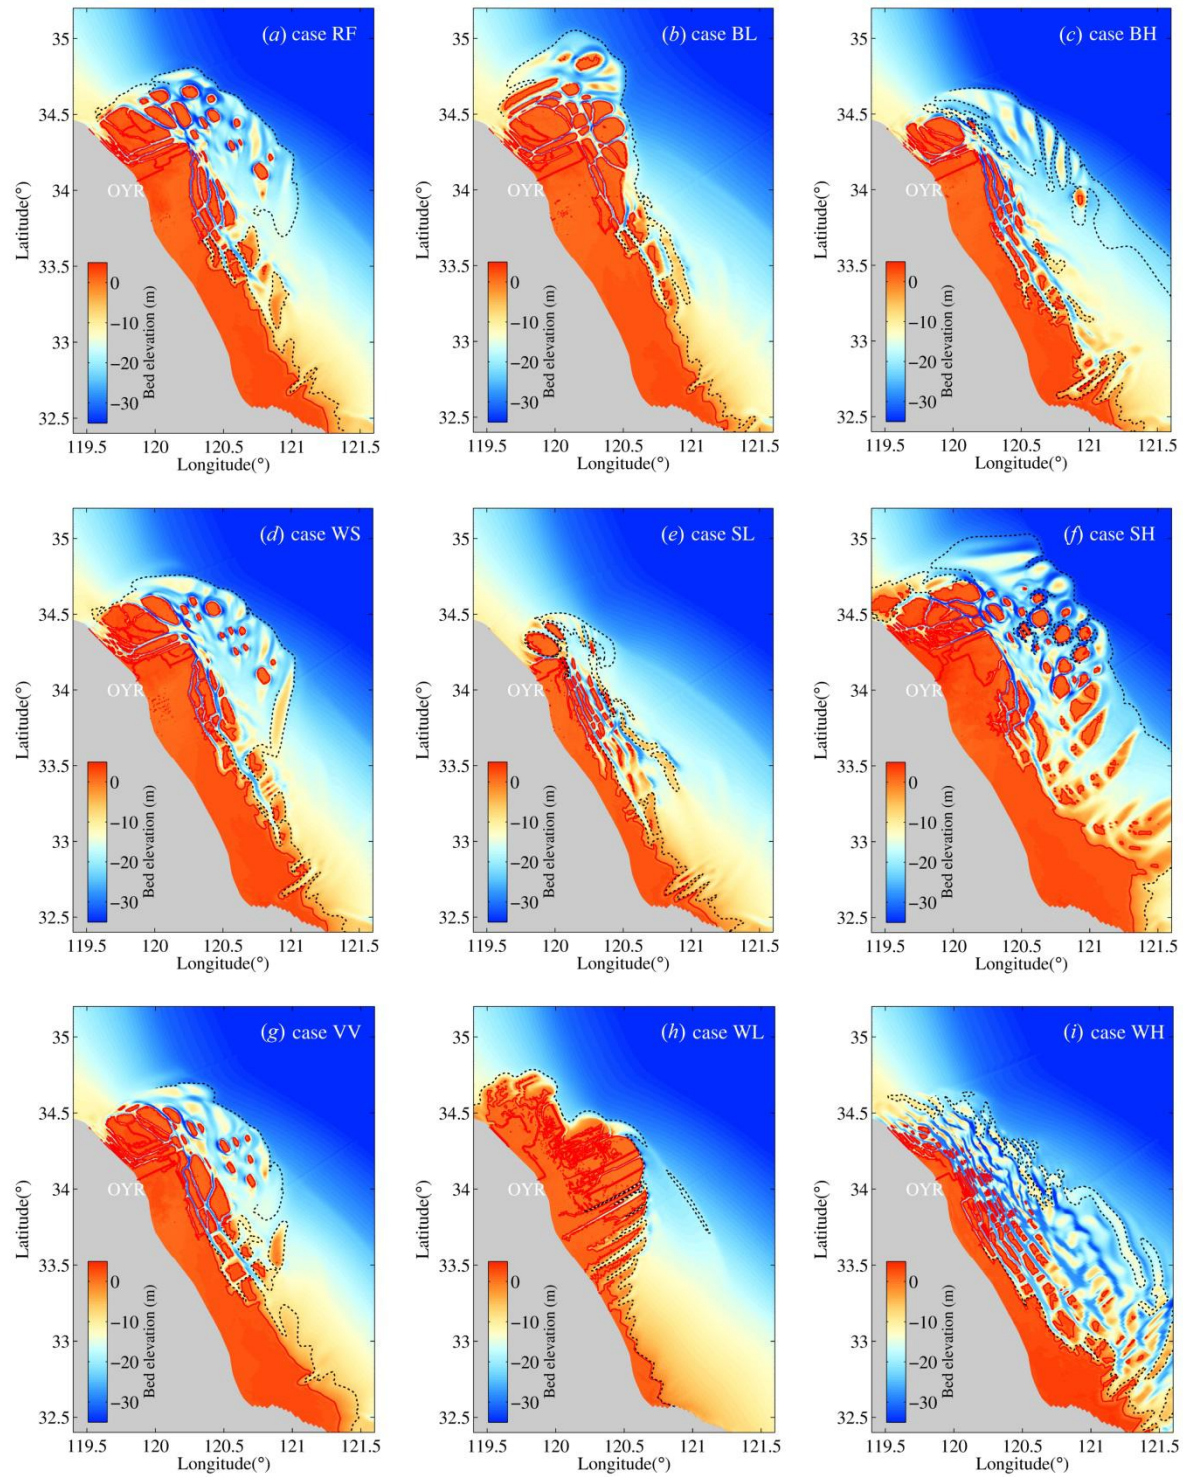 (a) case RF
35
34.5
34
33.5
33
32.5
Latitude(°)
OYR
0
−10
−20
−30
Bed elevation (m)
119.5 120 120.5 121 121.5
Longitude(°)
(b) case BL
35
34.5
34
33.5
33
32.5
Latitude(°)
OYR
0
−10
−20
−30
Bed elevation (m)
119.5 120 120.5 121 121.5
Longitude(°)
(c) case BH
35
34.5
34
33.5
33
32.5
Latitude(°)
OYR
0
−10
−20
−30
Bed elevation (m)
119.5 120 120.5 121 121.5
Longitude(°)
(d) case WS
35
34.5
34
33.5
33
32.5
Latitude(°)
OYR
0
−10
−20
−30
Bed elevation (m)
119.5 120 120.5 121 121.5
Longitude(°)
(e) case SL
35
34.5
34
33.5
33
32.5
Latitude(°)
OYR
0
−10
−20
−30
Bed elevation (m)
119.5 120 120.5 121 121.5
Longitude(°)
(f) case SH
35
34.5
34
33.5
33
32.5
Latitude(°)
OYR
0
−10
−20
−30
Bed elevation (m)
119.5 120 120.5 121 121.5
Longitude(°)
(g) case VV
35
34.5
34
33.5
33
32.5
Latitude(°)
OYR
0
−10
−20
−30
Bed elevation (m)
119.5 120 120.5 121 121.5
Longitude(°)
(h) case WL
35
34.5
34
33.5
33
32.5
Latitude(°)
OYR
0
−10
−20
−30
Bed elevation (m)
119.5 120 120.5 121 121.5
Longitude(°)
(i) case WH
35
34.5
34
33.5
33
32.5
Latitude(°)
OYR
0
−10
−20
−30
Bed elevation (m)
119.5 120 120.5 121 121.5
Longitude(°)